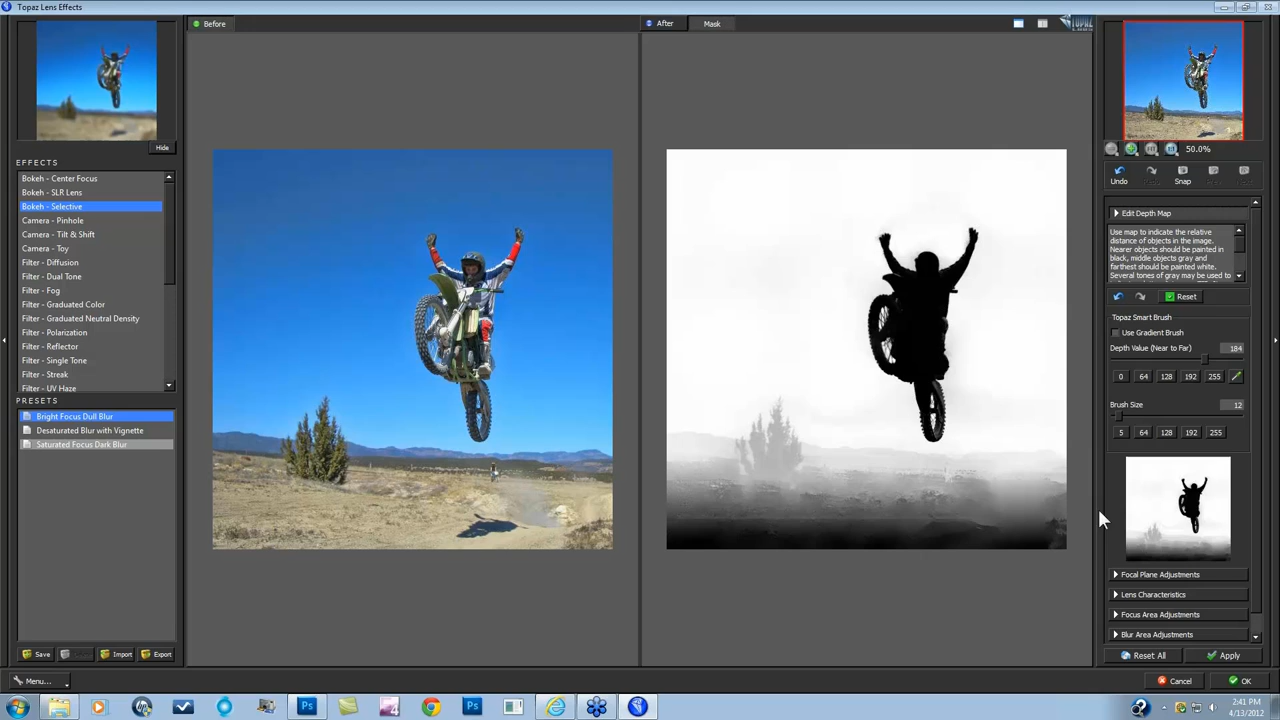 Topaz Lens Effects
Before
After
Mask
TOPAZ
LABS
Hide
50.0%
Undo
Snap
EFFECTS
Bokeh - Center Focus
Bokeh - SLR Lens
Bokeh - Selective
Camera - Pinhole
Camera - Tilt & Shift
Camera - Toy
Filter - Diffusion
Filter - Dual Tone
Filter - Fog
Filter - Graduated Color
Filter - Graduated Neutral Density
Filter - Polarization
Filter - Reflector
Filter - Single Tone
Filter - Streak
Filter - UV Haze
PRESETS
Bright Focus Dull Blur
Desaturated Blur with Vignette
Saturated Focus Dark Blur
Save
Import
Export
Edit Depth Map
Use map to indicate the relative
distance of objects in the image.
Nearer objects should be painted in
black, middle objects gray and
farthest should be painted white.
Several tones of gray may be used to
Reset
Topaz Smart Brush
Use Gradient Brush
Depth Value (Near to Far)
184
0
64
128
192
255
Brush Size
12
5
64
128
192
255
Focal Plane Adjustments
Lens Characteristics
Focus Area Adjustments
Blur Area Adjustments
Reset All
Apply
Menu...
Cancel
OK
Ps
Ps
2:41 PM
4/13/2012